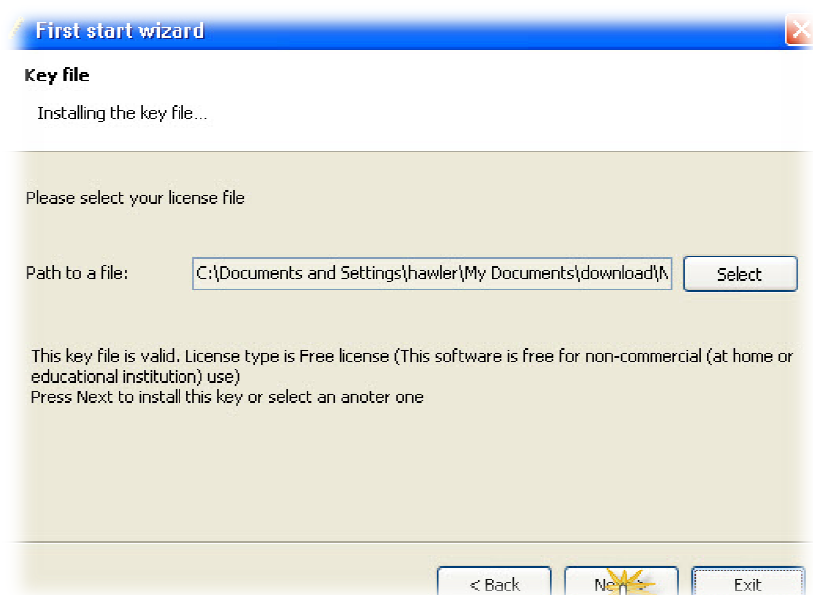 First start wizard
Key file
Installing the key file...
Please select your license file
Path to a file:
C:\Documents and Settings\hawler\My Documents\download\N
Select
This key file is valid. License type is Free license (This software is free for non-commercial (at home or
educational institution) use)
Press Next to install this key or select an anoter one
< Back
Exit